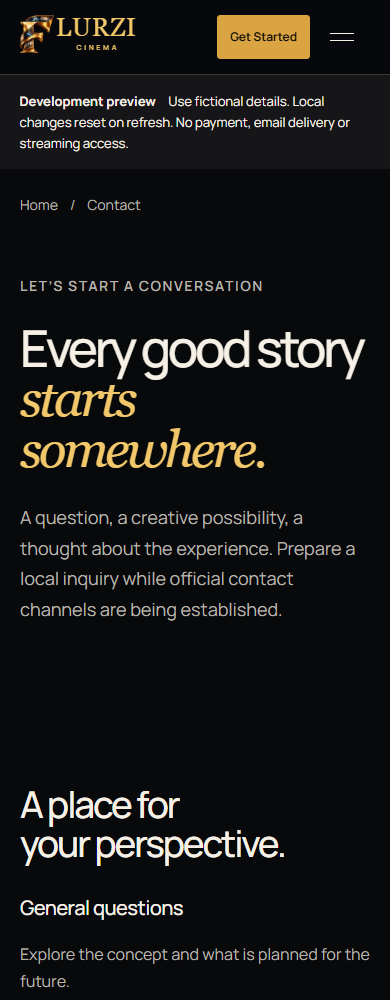 FLURZI
CINEMA
Get Started
Development preview Use fictional details. Local
changes reset on refresh. No payment, email delivery or
streaming access.
Home / Contact
LET'S START A CONVERSATION
Every good story
starts
somewhere.
A question, a creative possibility, a
thought about the experience. Prepare a
local inquiry while official contact
channels are being established.
A place for
your perspective.
General questions
Explore the concept and what is planned for the
future.